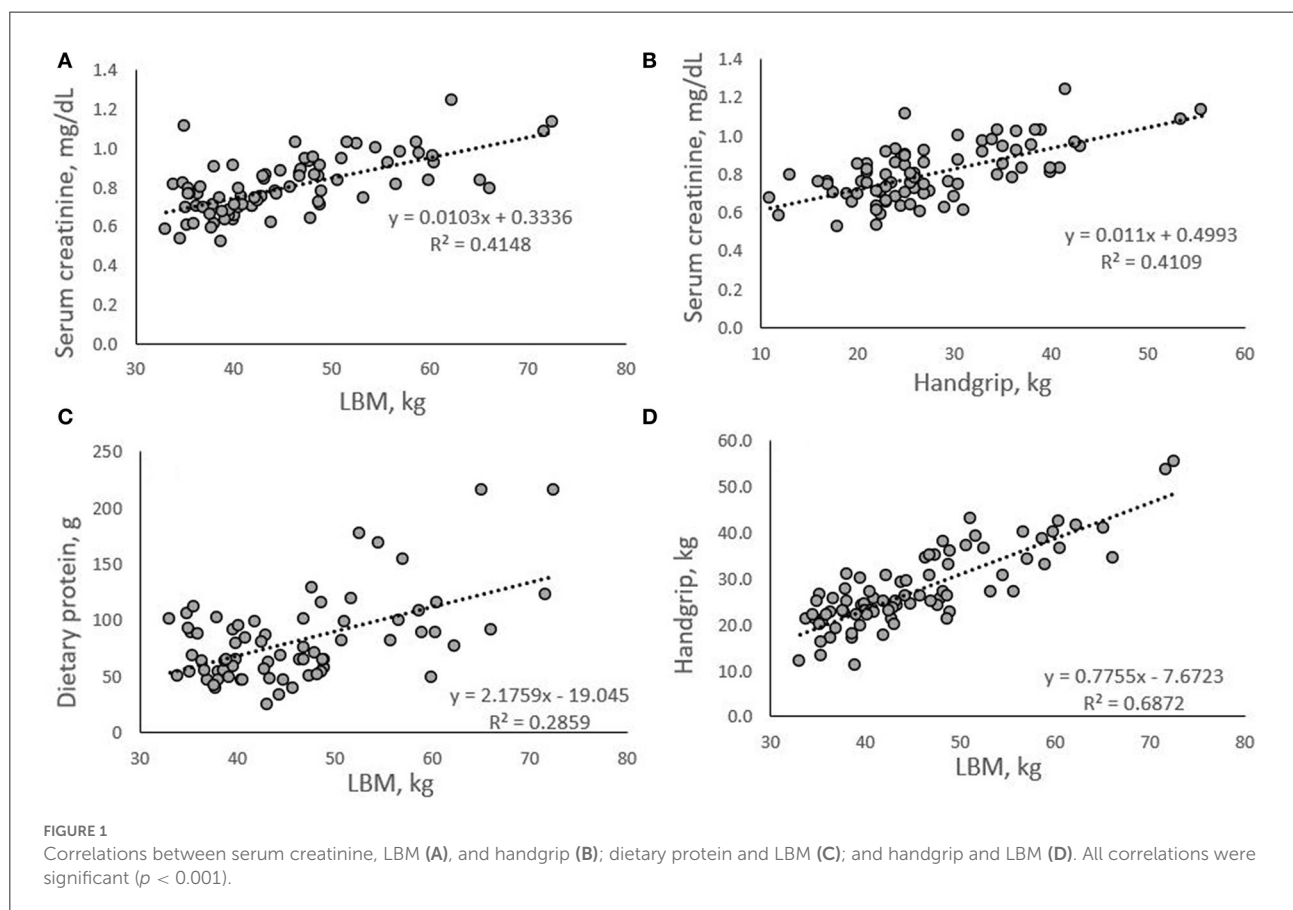 A
1.4
1.2
1.0
0.8
0.6
0.4
0.2
0.0
Serum creatinine, mg/dL
y = 0.0103x + 0.3336
R² = 0.4148
30 40 50 60 70 80
LBM, kg
B
1.4
1.2
1.0
0.8
0.6
0.4
0.2
0.0
Serum creatinine, mg/dL
y = 0.011x + 0.4993
R² = 0.4109
10 20 30 40 50 60
Handgrip, kg
C
250
200
150
100
50
0
Dietary protein, g
y = 2.1759x - 19.045
R² = 0.2859
30 40 50 60 70 80
LBM, kg
D
60.0
50.0
40.0
30.0
20.0
10.0
0.0
Handgrip, kg
y = 0.7755x - 7.6723
R² = 0.6872
30 40 50 60 70 80
LBM, kg
FIGURE 1
Correlations between serum creatinine, LBM (A), and handgrip (B); dietary protein and LBM (C); and handgrip and LBM (D). All correlations were
significant (p < 0.001).